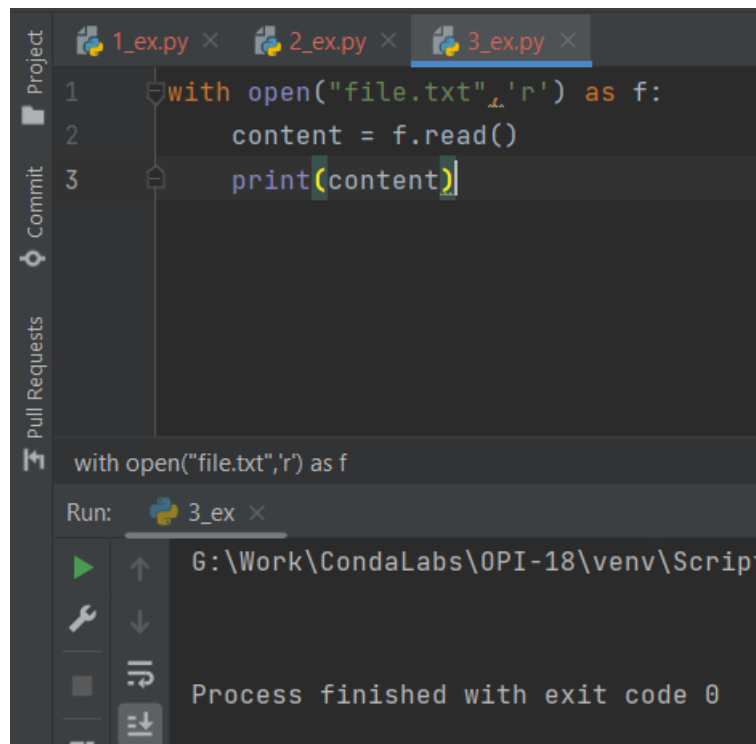 Project
Commit
Pull Requests
1_ex.py
2_ex.py
3_ex.py
1 with open("file.txt",'r') as f:
2     content = f.read()
3     print(content)
with open("file.txt",'r') as f
Run: 3_ex
G:\Work\CondaLabs\OPI-18\venv\Script
Process finished with exit code 0